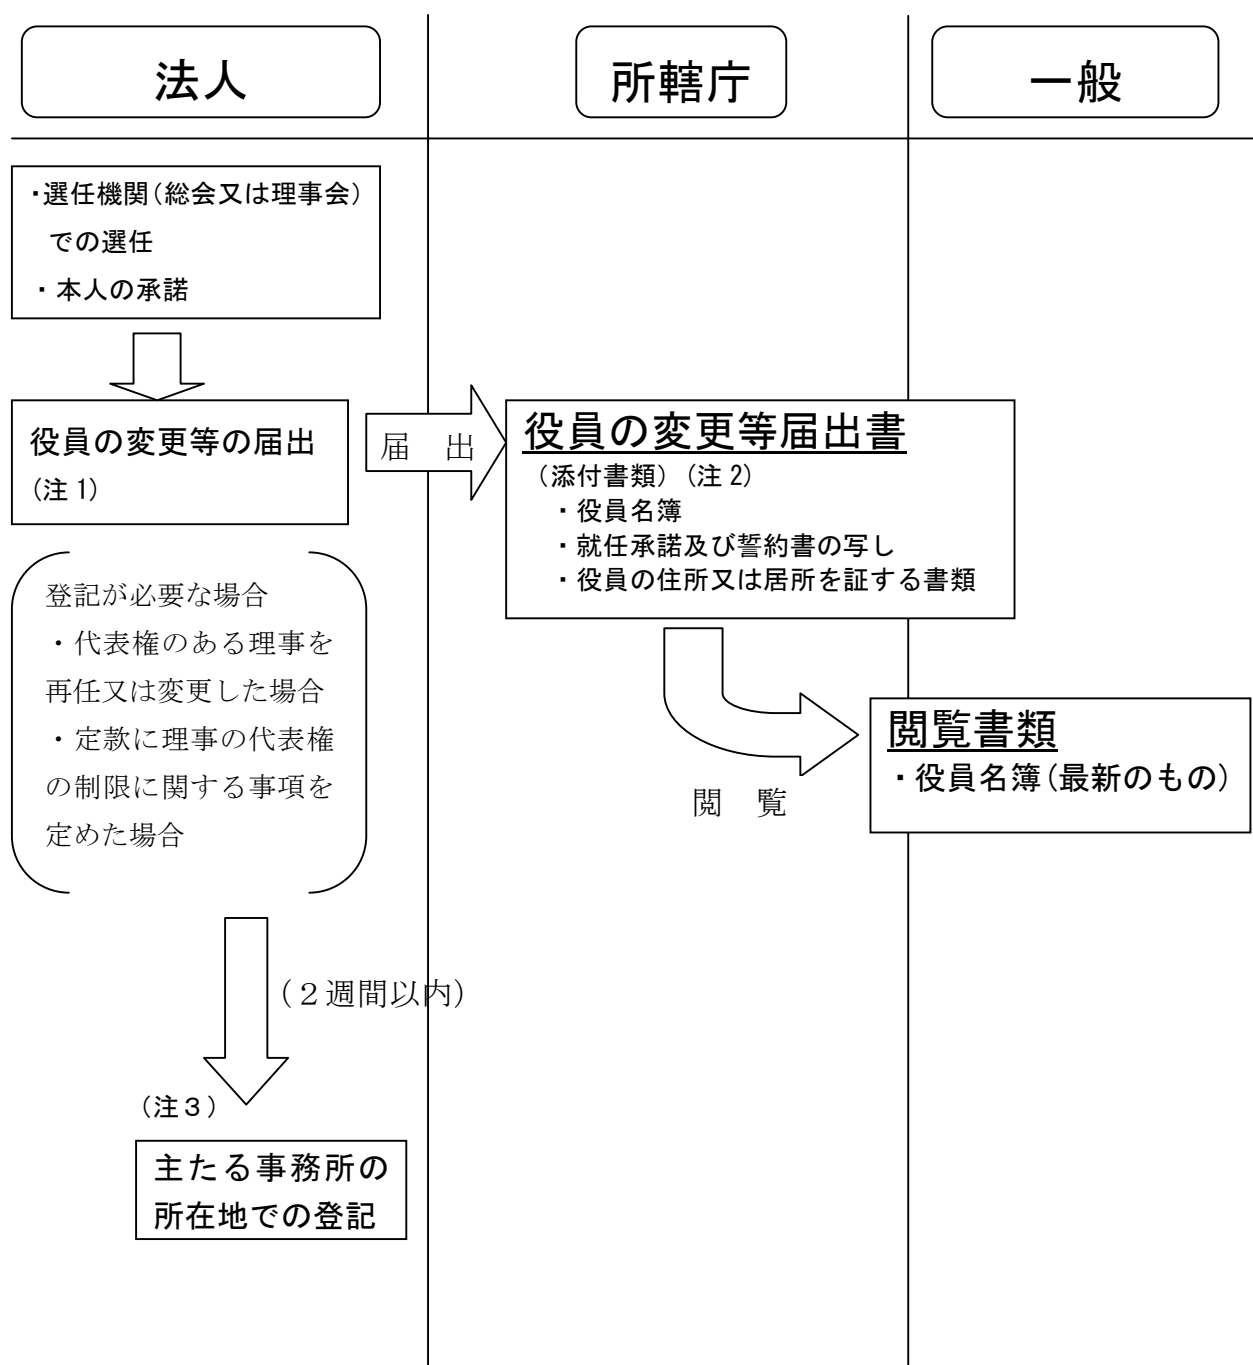 法人
所轄庁
一般
・選任機関（総会又は理事会）
での選任
・本人の承諾
役員の変更等の届出
（注１）
届　出
役員の変更等届出書
（添付書類）（注２）
・役員名簿
・就任承諾及び誓約書の写し
・役員の住所又は居所を証する書類
登記が必要な場合
・代表権のある理事を
再任又は変更した場合
・定款に理事の代表権
の制限に関する事項を
定めた場合
閲覧書類
・役員名簿（最新のもの）
閲　覧
（２週間以内）
（注３）
主たる事務所の
所在地での登記